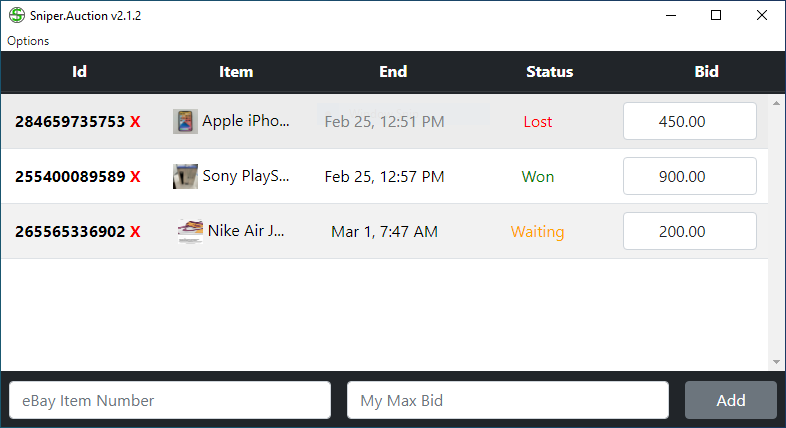 Sniper.Auction v2.1.2
Options
Id Item End Status Bid
284659735753 X Apple iPho... Feb 25, 12:51 PM Lost 450.00
255400089589 X Sony PlayS... Feb 25, 12:57 PM Won 900.00
265565336902 X Nike Air J... Mar 1, 7:47 AM Waiting 200.00
eBay Item Number My Max Bid Add